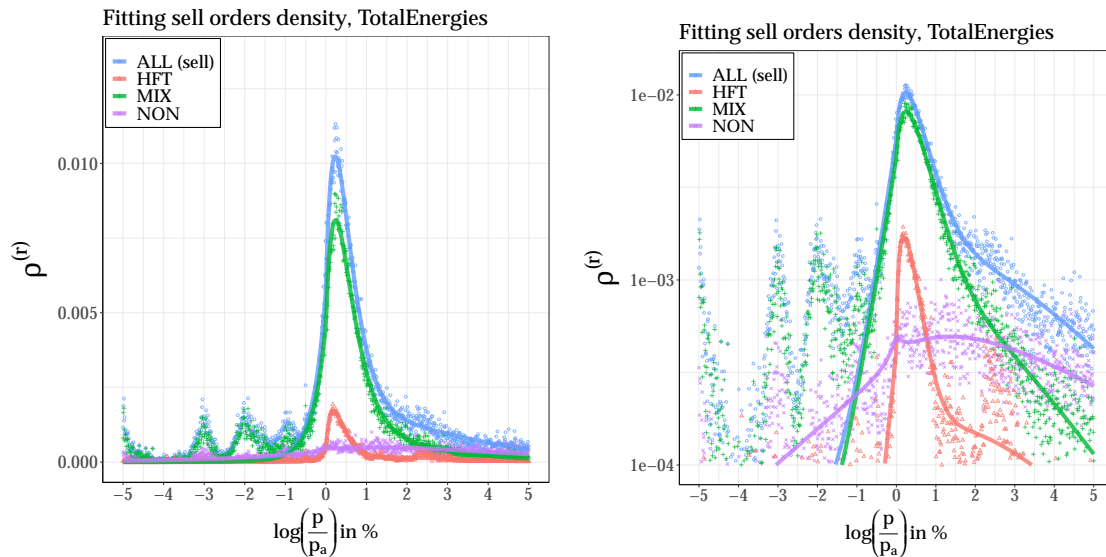 Fitting sell orders density, TotalEnergies
ALL (sell)
HFT
MIX
NON
0.010
0.005
0.000
ρ(r)
−5 −4 −3 −2 −1 0 1 2 3 4 5
log(p/pa) in %
Fitting sell orders density, TotalEnergies
ALL (sell)
HFT
MIX
NON
1e−02
1e−03
1e−04
ρ(r)
−5 −4 −3 −2 −1 0 1 2 3 4 5
log(p/pa) in %